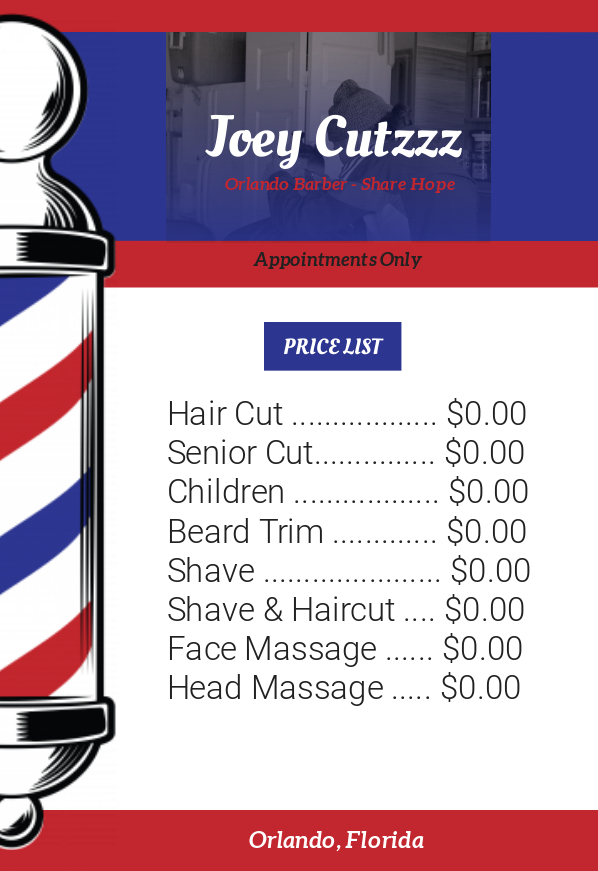 Joey Cutzzz
Orlando Barber - Share Hope
Appointments Only
PRICE LIST
Hair Cut .................. $0.00
Senior Cut............... $0.00
Children .................. $0.00
Beard Trim ............. $0.00
Shave ...................... $0.00
Shave & Haircut .... $0.00
Face Massage ...... $0.00
Head Massage ..... $0.00
Orlando, Florida